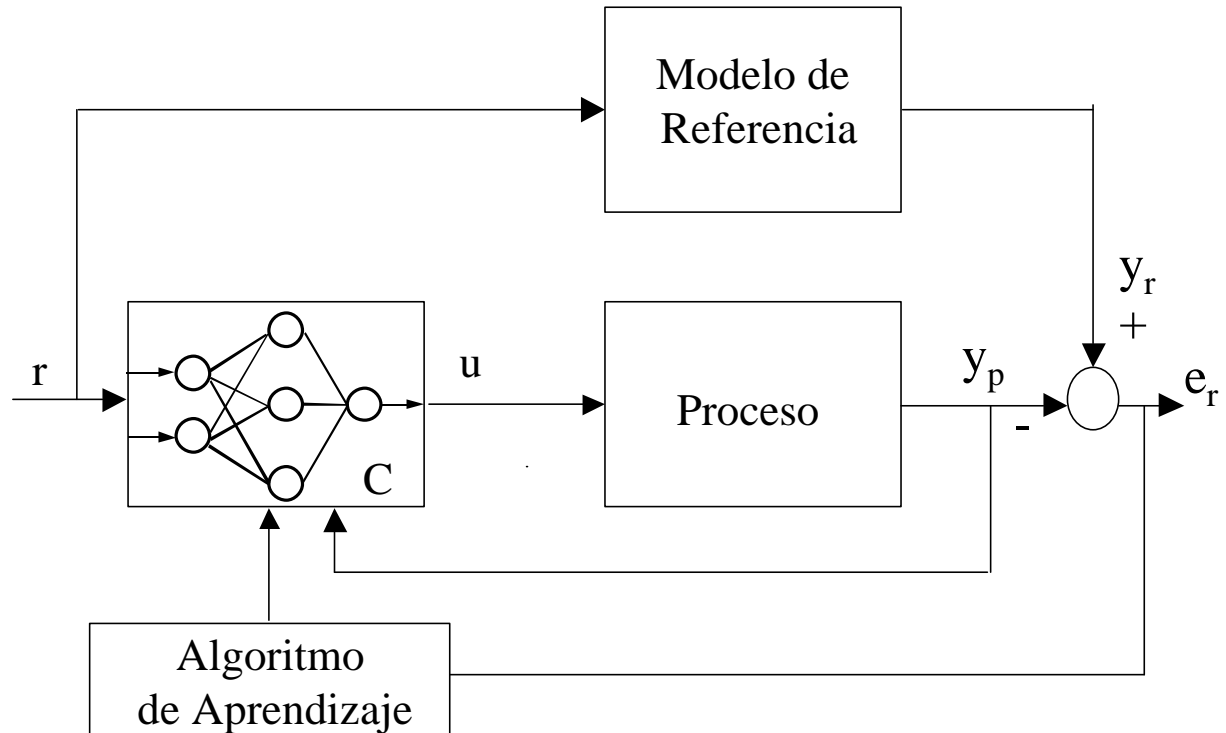 Modelo de
Referencia
y_r
+
r
u
y_p
e_r
Proceso
-
C
Algoritmo
de Aprendizaje